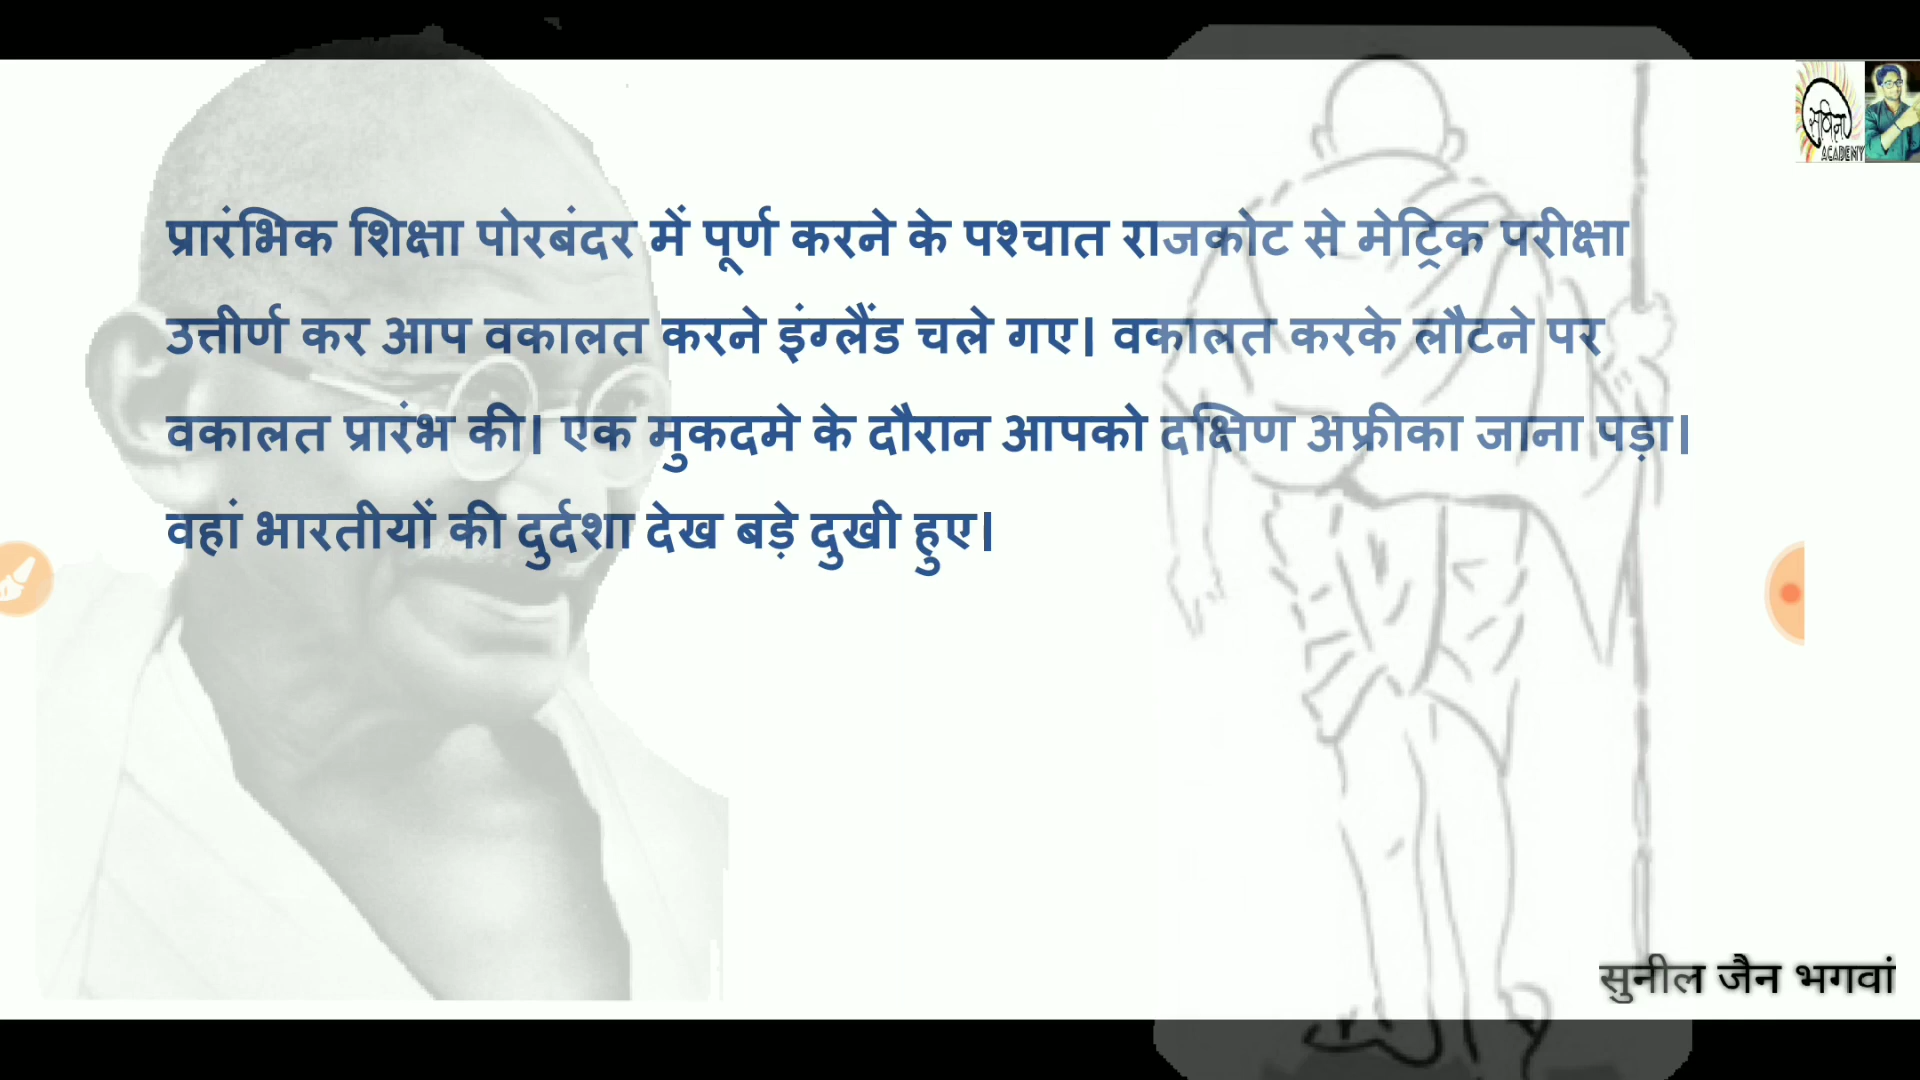 प्रारंभिक शिक्षा पोरबंदर में पूर्ण करने के पश्चात राजकोट से मेट्रिक परीक्षा
उत्तीर्ण कर आप वकालत करने इंग्लैंड चले गए। वकालत करके लौटने पर
वकालत प्रारंभ की। एक मुकदमे के दौरान आपको दक्षिण अफ्रीका जाना पड़ा।
वहां भारतीयों की दुर्दशा देख बड़े दुखी हुए।
ACADEMY
सुनील जैन भगवां